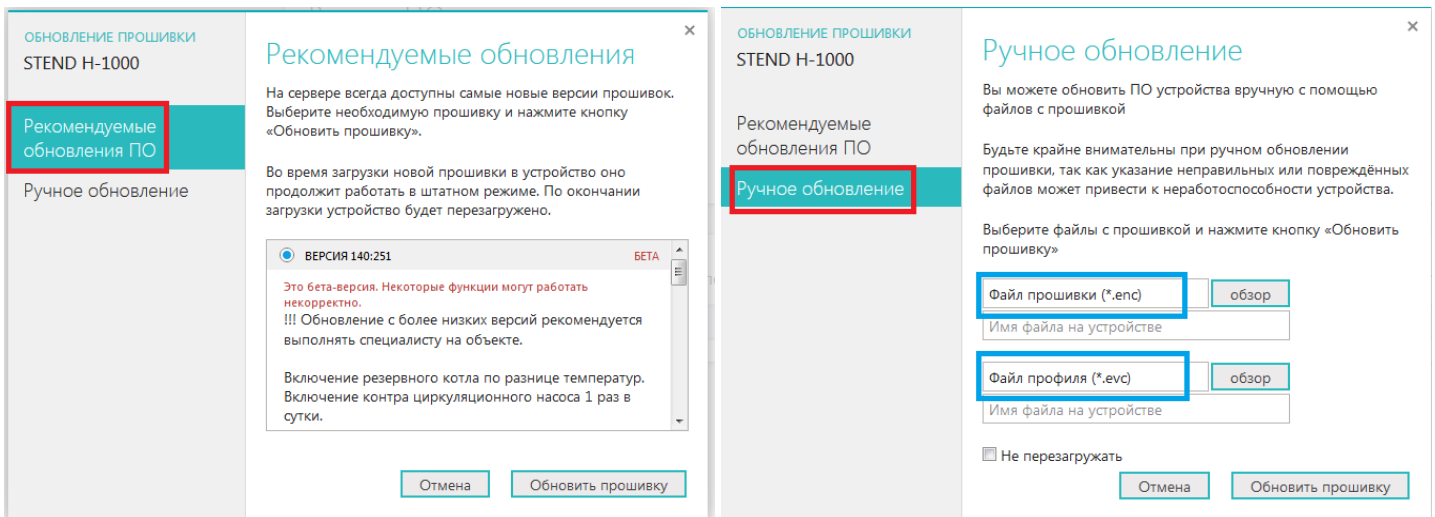 ОБНОВЛЕНИЕ ПРОШИВКИ
STEND H-1000
Рекомендуемые
обновления ПО
Ручное обновление
Рекомендуемые обновления
На сервере всегда доступны самые новые версии прошивок.
Выберите необходимую прошивку и нажмите кнопку
«Обновить прошивку».
Во время загрузки новой прошивки в устройство оно
продолжит работать в штатном режиме. По окончании
загрузки устройство будет перезагружено.
ВЕРСИЯ 140:251 БЕТА
Это бета-версия. Некоторые функции могут работать
некорректно.
!!! Обновление с более низких версий рекомендуется
выполнять специалисту на объекте.
Включение резервного котла по разнице температур.
Включение контра циркуляционного насоса 1 раз в
сутки.
Отмена Обновить прошивку
ОБНОВЛЕНИЕ ПРОШИВКИ
STEND H-1000
Рекомендуемые
обновления ПО
Ручное обновление
Ручное обновление
Вы можете обновить ПО устройства вручную с помощью
файлов с прошивкой
Будьте крайне внимательны при ручном обновлении
прошивки, так как указание неправильных или повреждённых
файлов может привести к неработоспособности устройства.
Выберите файлы с прошивкой и нажмите кнопку «Обновить
прошивку»
Файл прошивки (*.enc) обзор
Имя файла на устройстве
Файл профиля (*.evc) обзор
Имя файла на устройстве
Не перезагружать
Отмена Обновить прошивку